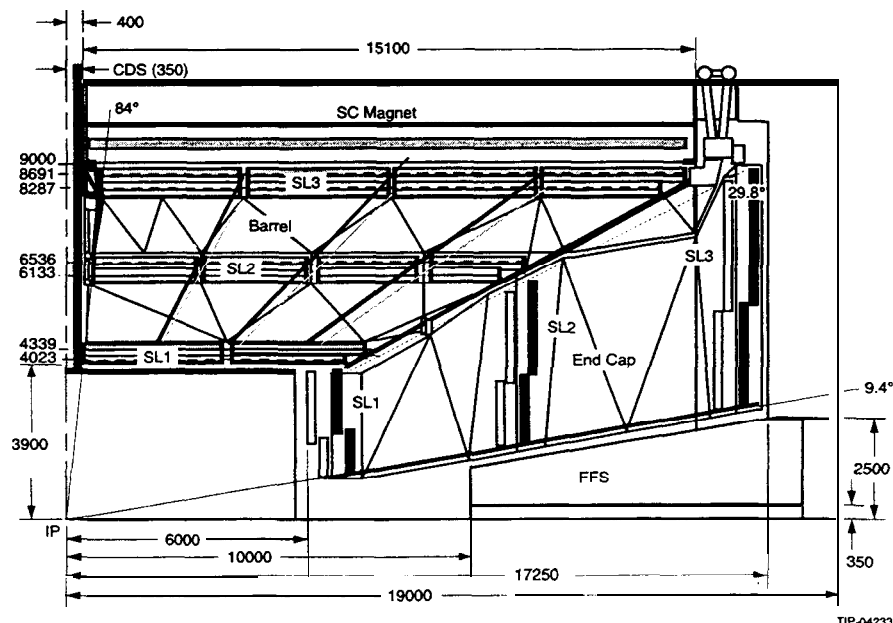 400
15100
CDS (350)
84°
SC Magnet
9000
8691
8287
SL3
29.8°
Barrel
6536
6133
SL2
SL3
4339
4023
SL1
SL2
End Cap
SL1
9.4°
3900
2500
FFS
IP
6000
10000
350
17250
19000
TIP-04233